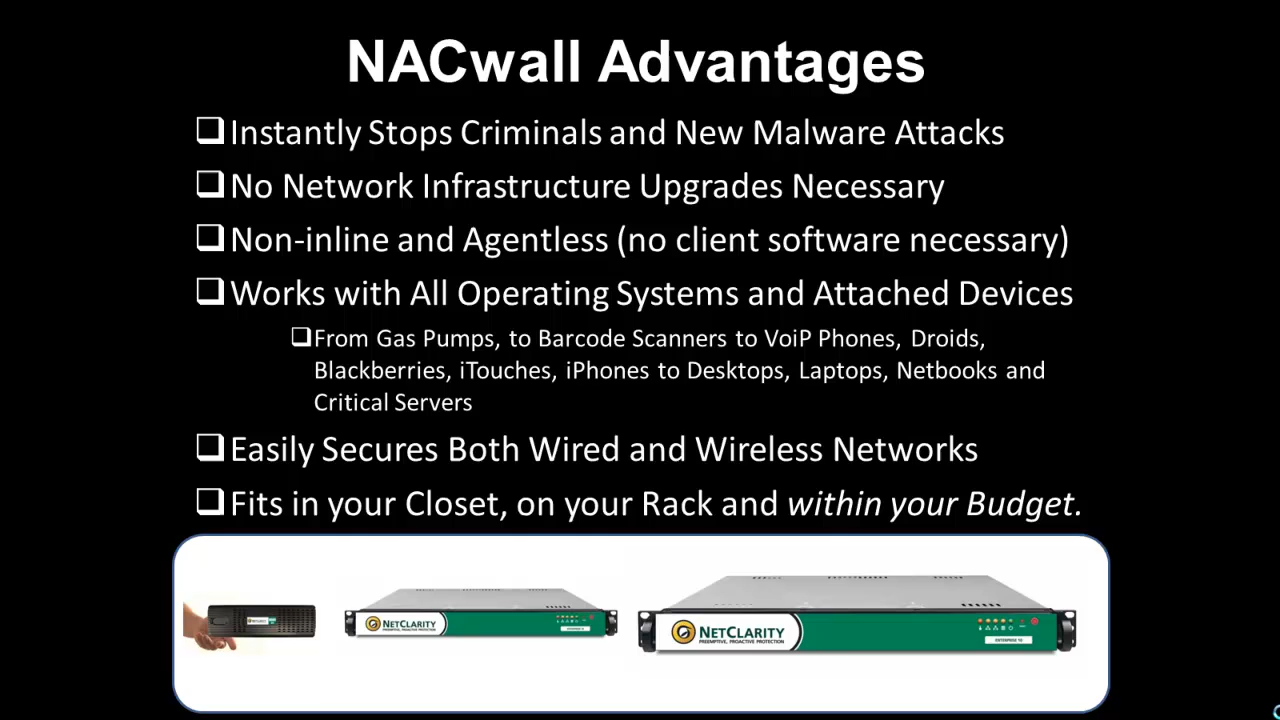 NACwall Advantages
Instantly Stops Criminals and New Malware Attacks
No Network Infrastructure Upgrades Necessary
Non-inline and Agentless (no client software necessary)
Works with All Operating Systems and Attached Devices
From Gas Pumps, to Barcode Scanners to VoiP Phones, Droids,
Blackberries, iTouches, iPhones to Desktops, Laptops, Netbooks and
Critical Servers
Easily Secures Both Wired and Wireless Networks
Fits in your Closet, on your Rack and within your Budget.
NETCLARITY
NETCLARITY
PREEMPTIVE, PROACTIVE PROTECTION
NETCLARITY
PREEMPTIVE, PROACTIVE PROTECTION
ENTERPRISE 10